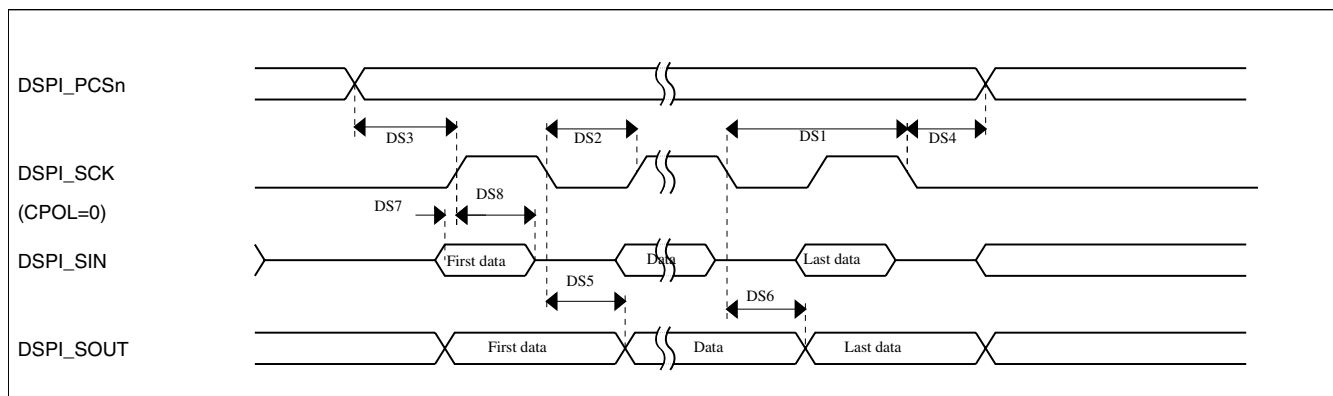 DSPI_PCSn
DS3
DS2
DS1
DS4
DSPI_SCK
(CPOL=0)
DS7
DS8
DSPI_SIN
First data
Data
Last data
DS5
DS6
DSPI_SOUT
First data
Data
Last data